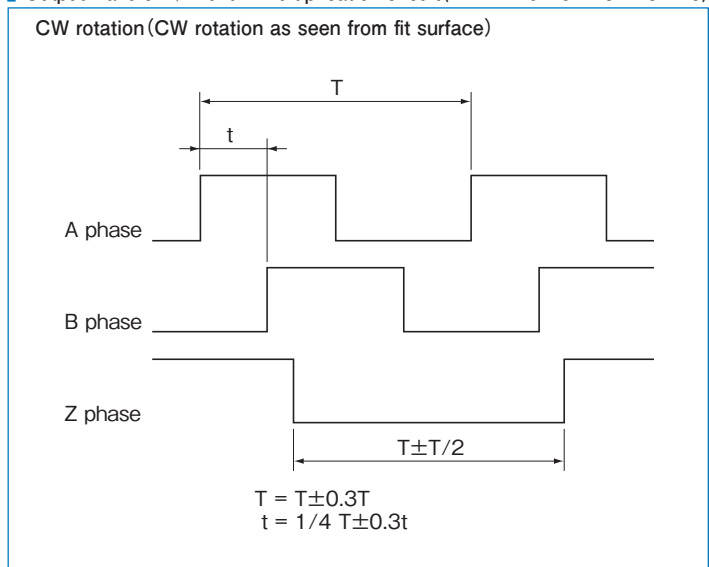 CW rotation(CW rotation as seen from fit surface)
T
t
A phase
B phase
Z phase
T±T/2
T = T±0.3T
t = 1/4 T±0.3t